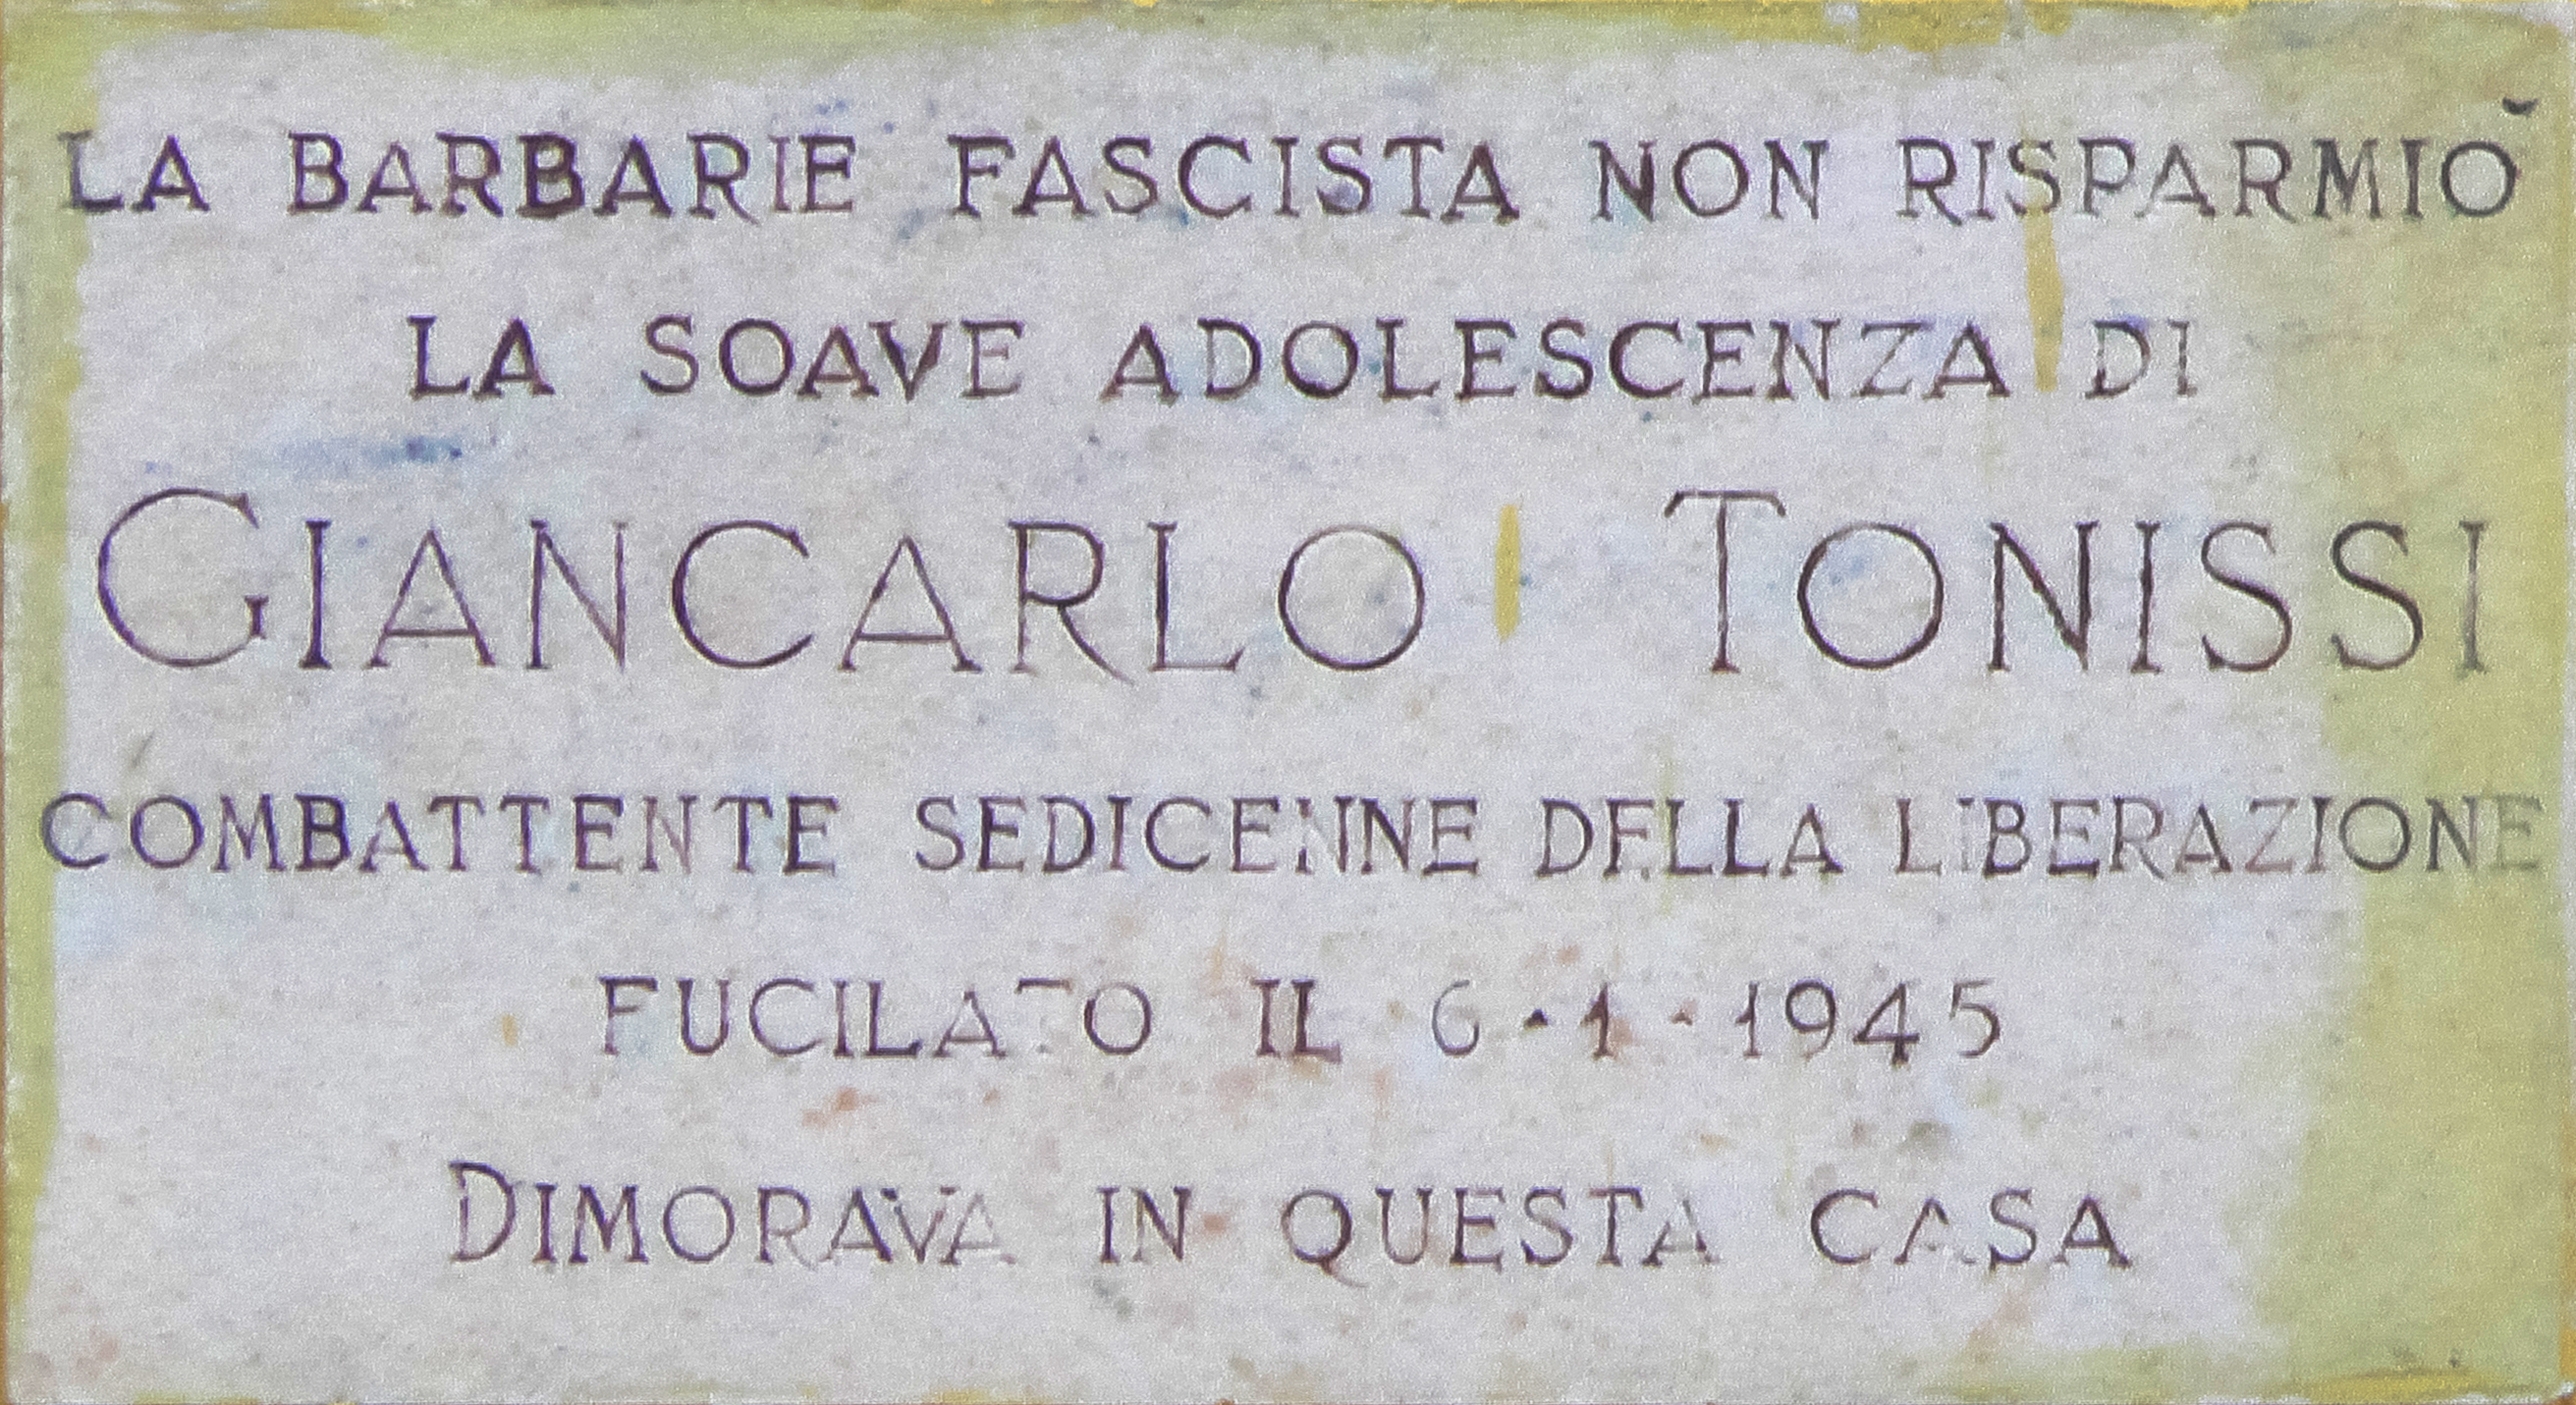 LA BARBARIE FASCISTA NON RISPARMIÒ
LA SOAVE ADOLESCENZA DI
GIANCARLO TONISSI
COMBATTENTE SEDICENNE DELLA LIBERAZIONE
FUCILATO IL 6-1-1945
DIMORAVA IN QUESTA CASA